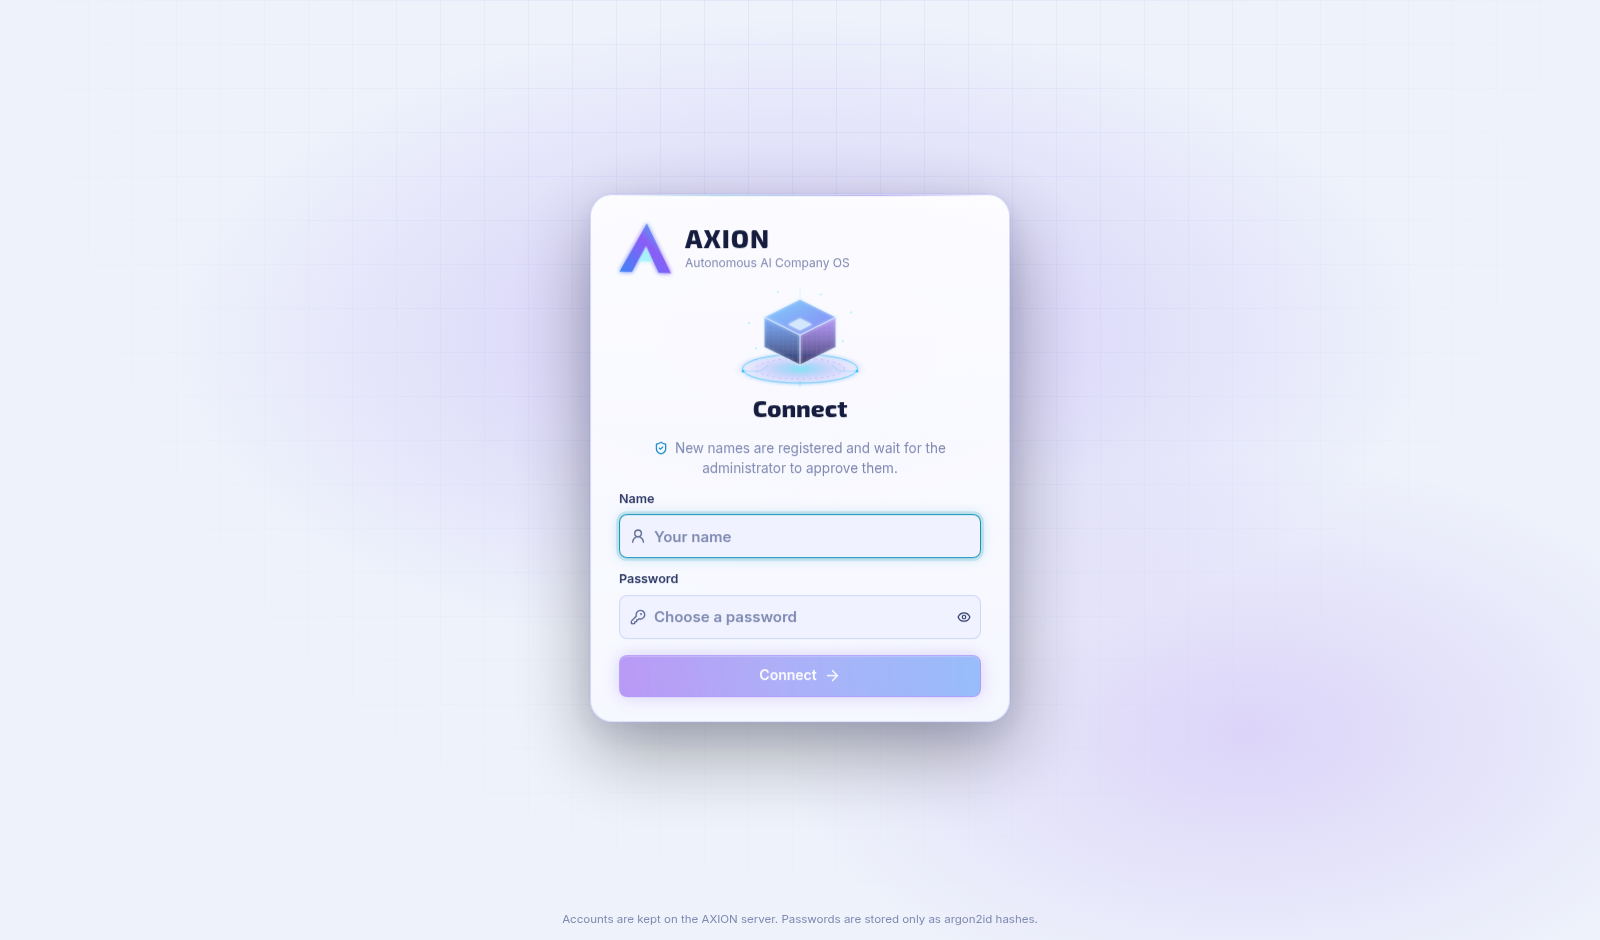 AXION
Autonomous AI Company OS
Connect
New names are registered and wait for the
administrator to approve them.
Name
Your name
Password
Choose a password
Connect
Accounts are kept on the AXION server. Passwords are stored only as argon2id hashes.